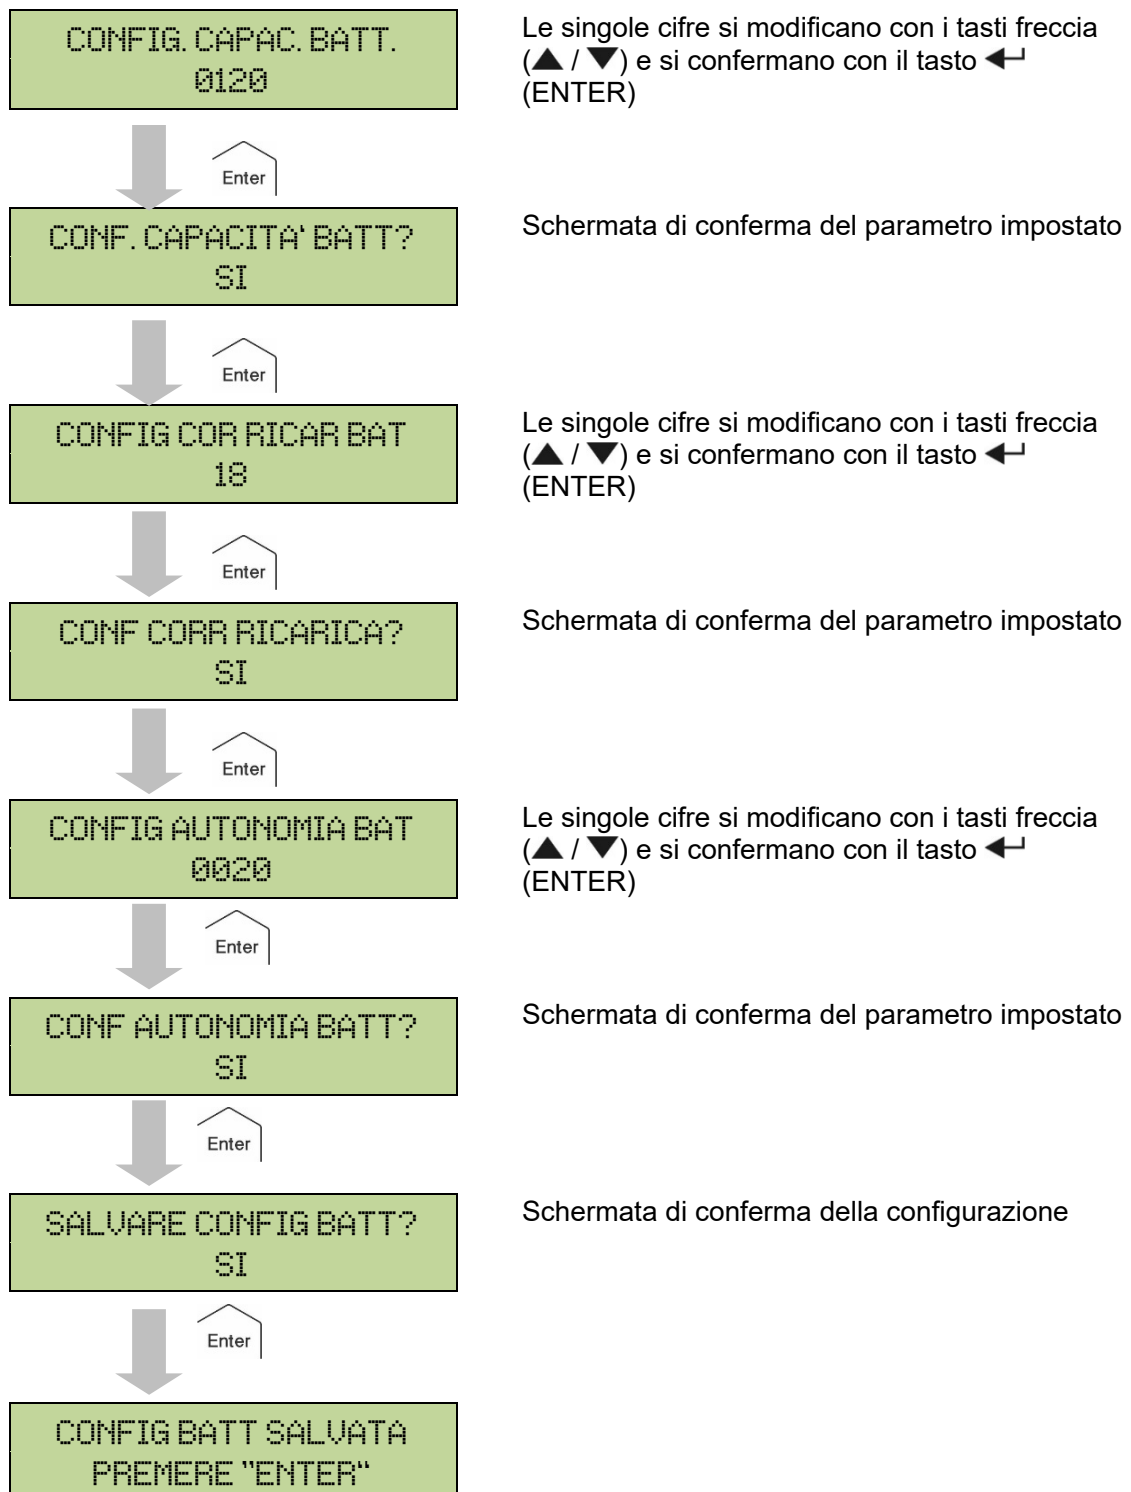 CONFIG. CAPAC. BATT.
0120
Le singole cifre si modificano con i tasti freccia
(▲ / ▼) e si confermano con il tasto ↵
(ENTER)
Enter
CONF. CAPACITA' BATT?
SI
Schermata di conferma del parametro impostato
Enter
CONFIG COR RICAR BAT
18
Le singole cifre si modificano con i tasti freccia
(▲ / ▼) e si confermano con il tasto ↵
(ENTER)
Enter
CONF CORR RICARICA?
SI
Schermata di conferma del parametro impostato
Enter
CONFIG AUTONOMIA BAT
0020
Le singole cifre si modificano con i tasti freccia
(▲ / ▼) e si confermano con il tasto ↵
(ENTER)
Enter
CONF AUTONOMIA BATT?
SI
Schermata di conferma del parametro impostato
Enter
SALVARE CONFIG BATT?
SI
Schermata di conferma della configurazione
Enter
CONFIG BATT SALVATA
PREMERE "ENTER"